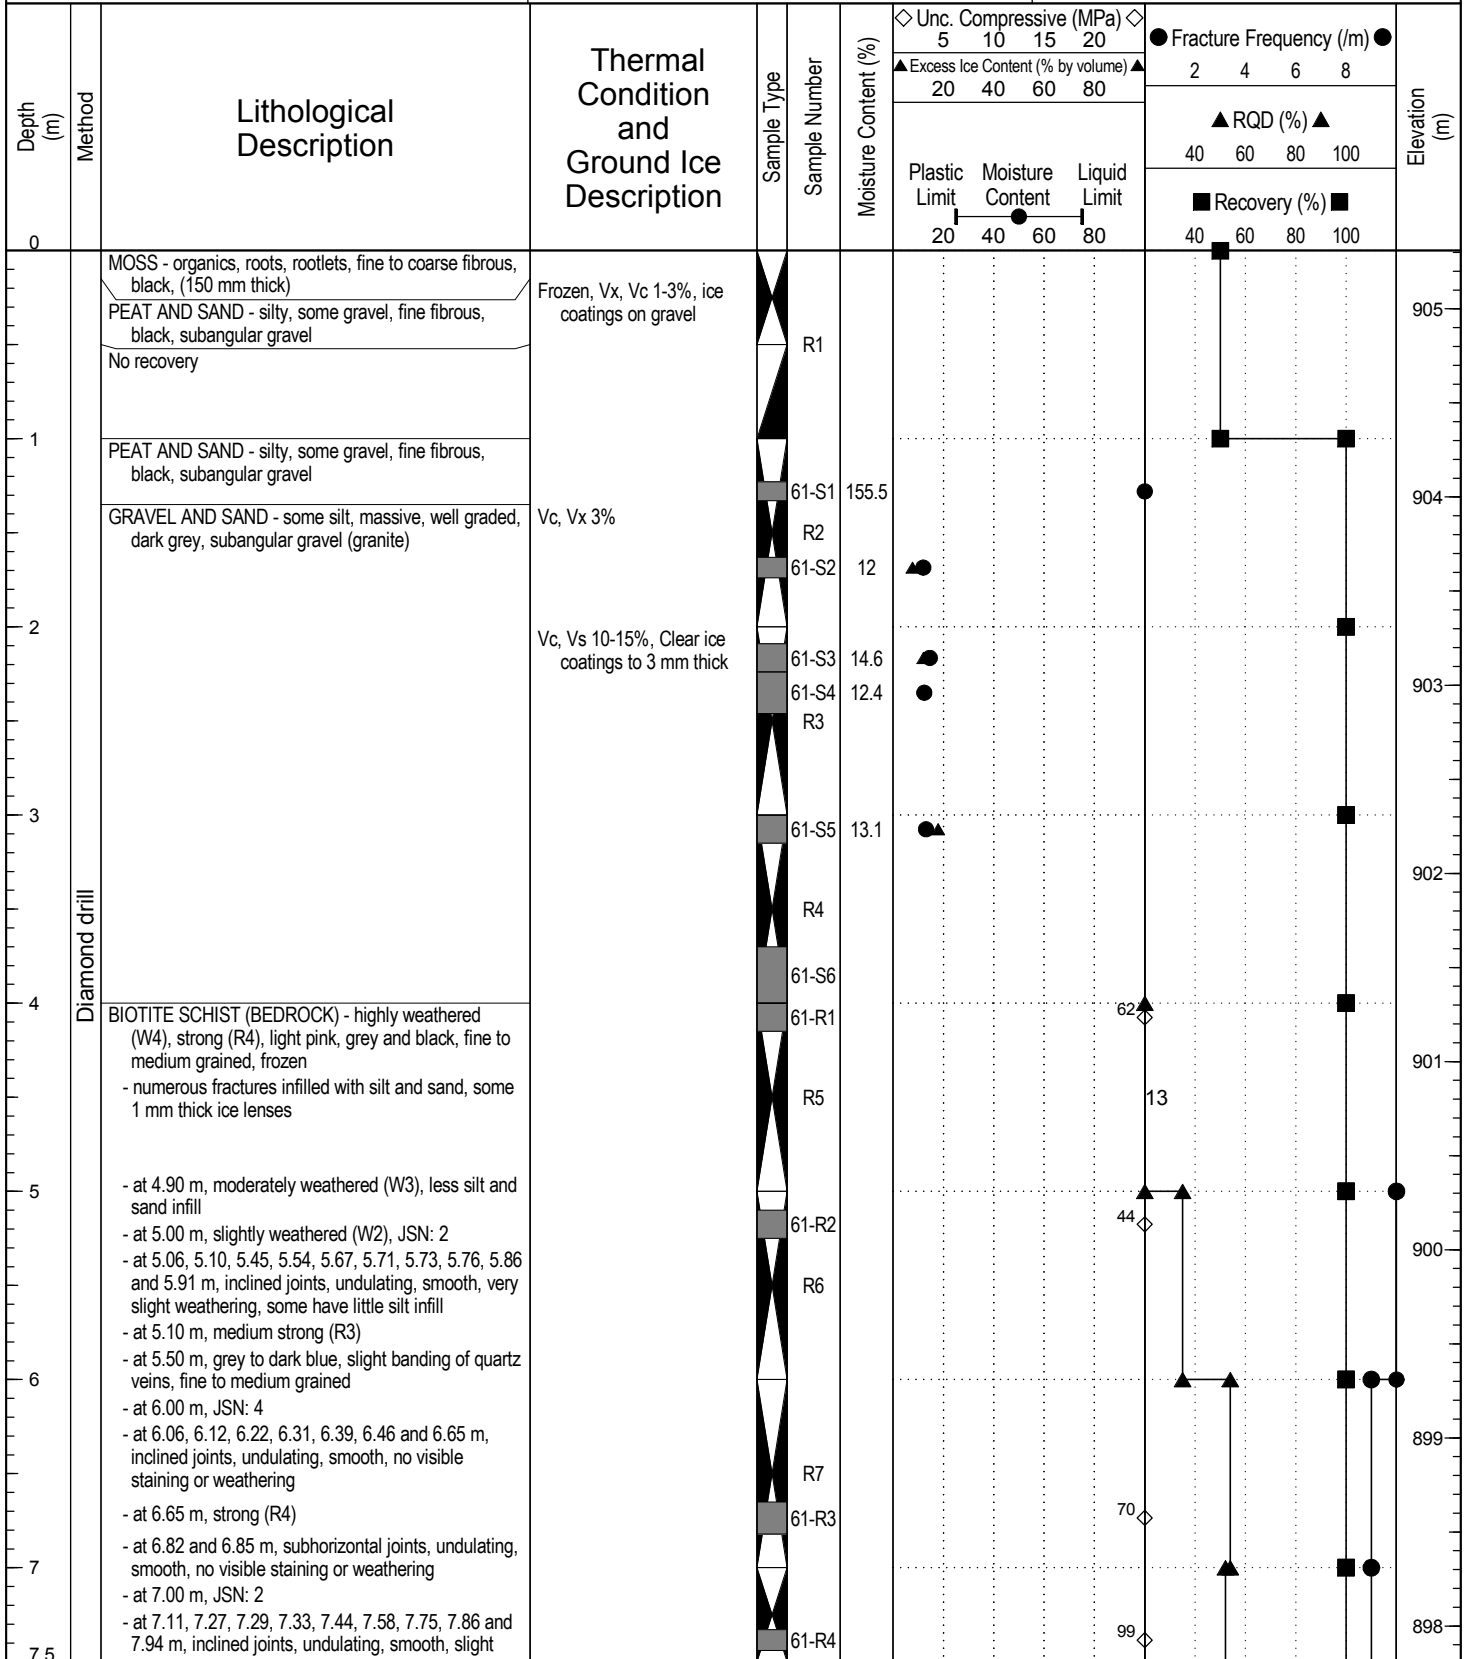 Depth
(m)
Method
Lithological
Description
Thermal
Condition
and
Ground Ice
Description
Sample Type
Sample Number
Moisture Content (%)
Unc. Compressive (MPa)
5 10 15 20
Excess Ice Content (% by volume)
20 40 60 80
Plastic Moisture Liquid
Limit Content Limit
20 40 60 80
Fracture Frequency (/m)
2 4 6 8
RQD (%)
40 60 80 100
Recovery (%)
40 60 80 100
Elevation
(m)
0
MOSS - organics, roots, rootlets, fine to coarse fibrous,
black, (150 mm thick)
Frozen, Vx, Vc 1-3%, ice
coatings on gravel
905
PEAT AND SAND - silty, some gravel, fine fibrous,
black, subangular gravel
R1
No recovery
1
PEAT AND SAND - silty, some gravel, fine fibrous,
black, subangular gravel
61-S1 155.5
904
GRAVEL AND SAND - some silt, massive, well graded,
dark grey, subangular gravel (granite)
Vc, Vx 3%
R2
61-S2 12
2
Vc, Vs 10-15%, Clear ice
coatings to 3 mm thick
61-S3 14.6
903
61-S4 12.4
R3
3
61-S5 13.1
902
R4
Diamond drill
61-S6
4
BIOTITE SCHIST (BEDROCK) - highly weathered
(W4), strong (R4), light pink, grey and black, fine to
medium grained, frozen
61-R1
62
901
- numerous fractures infilled with silt and sand, some
1 mm thick ice lenses
R5
13
- at 4.90 m, moderately weathered (W3), less silt and
sand infill
5
- at 5.00 m, slightly weathered (W2), JSN: 2
61-R2
44
900
- at 5.06, 5.10, 5.45, 5.54, 5.67, 5.71, 5.73, 5.76, 5.86
and 5.91 m, inclined joints, undulating, smooth, very
slight weathering, some have little silt infill
R6
- at 5.10 m, medium strong (R3)
- at 5.50 m, grey to dark blue, slight banding of quartz
veins, fine to medium grained
6
- at 6.00 m, JSN: 4
- at 6.06, 6.12, 6.22, 6.31, 6.39, 6.46 and 6.65 m,
inclined joints, undulating, smooth, no visible
staining or weathering
899
R7
- at 6.65 m, strong (R4)
61-R3
70
- at 6.82 and 6.85 m, subhorizontal joints, undulating,
smooth, no visible staining or weathering
7
- at 7.00 m, JSN: 2
- at 7.11, 7.27, 7.29, 7.33, 7.44, 7.58, 7.75, 7.86 and
7.94 m, inclined joints, undulating, smooth, slight
61-R4
99
898
7.5